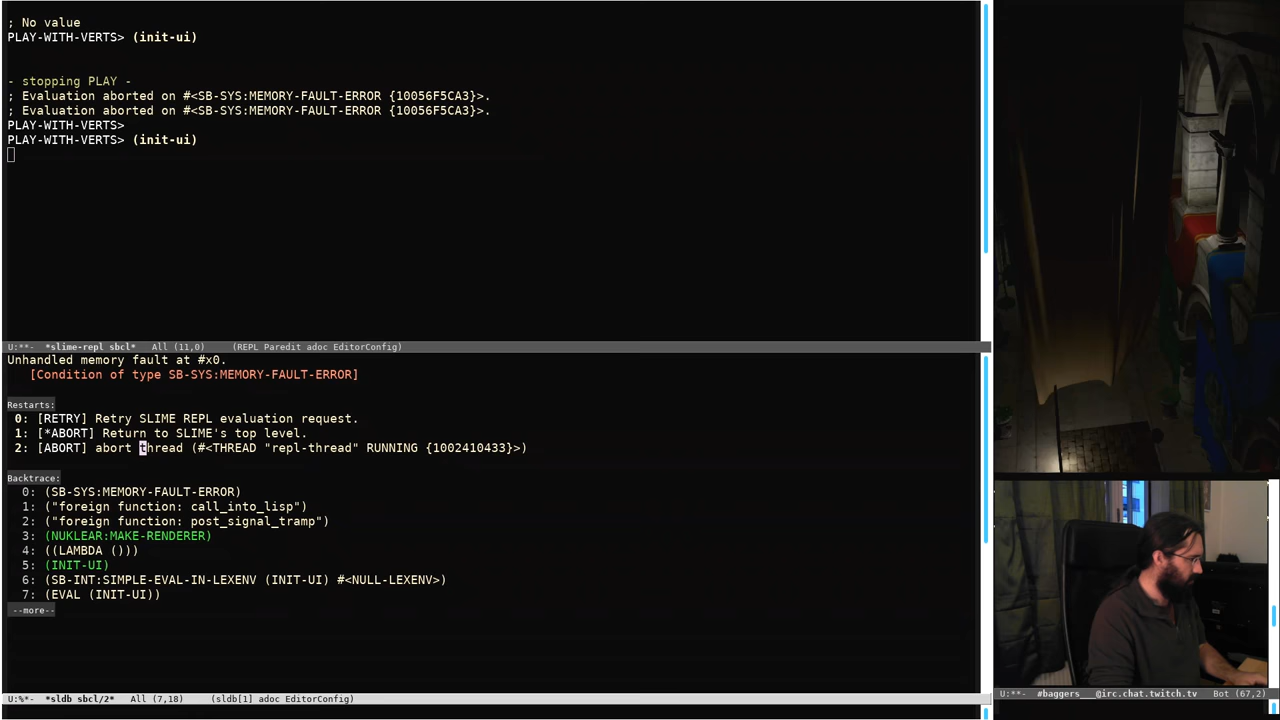 ; No value
PLAY-WITH-VERTS> (init-ui)
- stopping PLAY -
; Evaluation aborted on #<SB-SYS:MEMORY-FAULT-ERROR {10056F5CA3}>.
; Evaluation aborted on #<SB-SYS:MEMORY-FAULT-ERROR {10056F5CA3}>.
PLAY-WITH-VERTS>
PLAY-WITH-VERTS> (init-ui)
U:**-  *slime-repl sbcl*   All (11,0)     (REPL Paredit adoc EditorConfig)
Unhandled memory fault at #x0.
   [Condition of type SB-SYS:MEMORY-FAULT-ERROR]
Restarts:
 0: [RETRY] Retry SLIME REPL evaluation request.
 1: [*ABORT] Return to SLIME's top level.
 2: [ABORT] abort thread (#<THREAD "repl-thread" RUNNING {1002410433}>)
Backtrace:
  0: (SB-SYS:MEMORY-FAULT-ERROR)
  1: ("foreign function: call_into_lisp")
  2: ("foreign function: post_signal_tramp")
  3: (NUKLEAR:MAKE-RENDERER)
  4: ((LAMBDA ()))
  5: (INIT-UI)
  6: (SB-INT:SIMPLE-EVAL-IN-LEXENV (INIT-UI) #<NULL-LEXENV>)
  7: (EVAL (INIT-UI))
 --more--
U:%*-  *sldb sbcl/2*   All (7,18)     (sldb[1] adoc EditorConfig)
U:**-  #baggers___@irc.chat.twitch.tv   Bot (67,2)